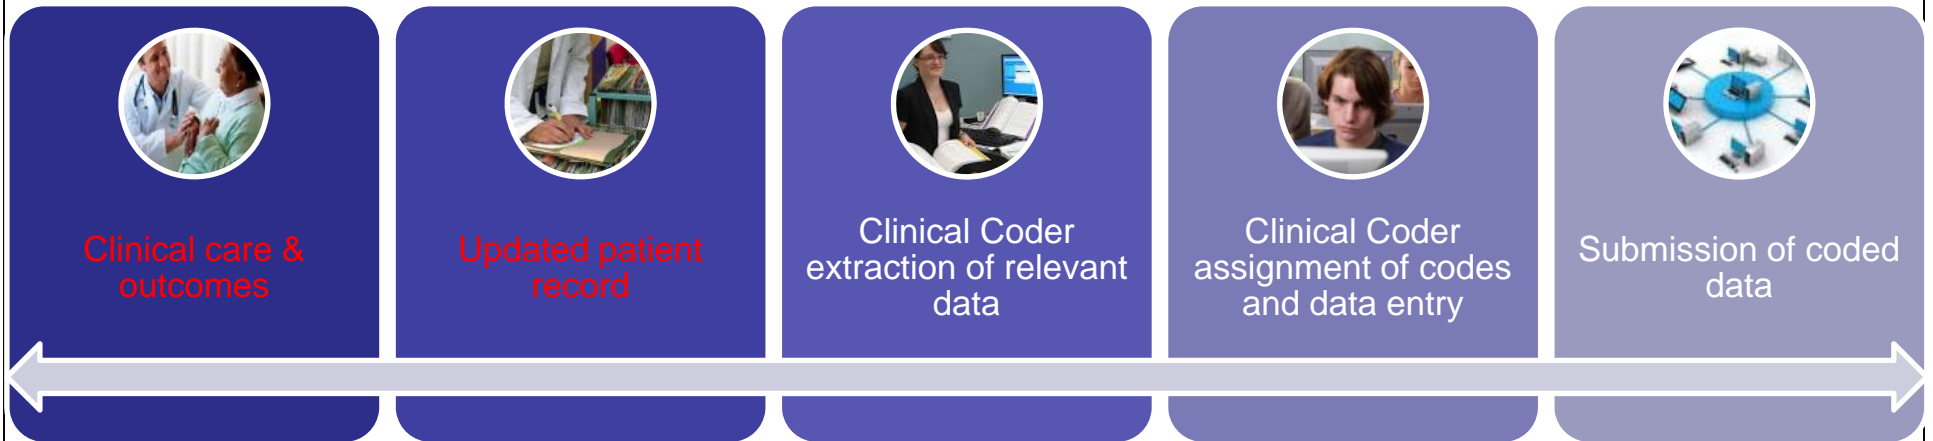 Clinical care &
outcomes
Updated patient
record
Clinical Coder
extraction of relevant
data
Clinical Coder
assignment of codes
and data entry
Submission of coded
data